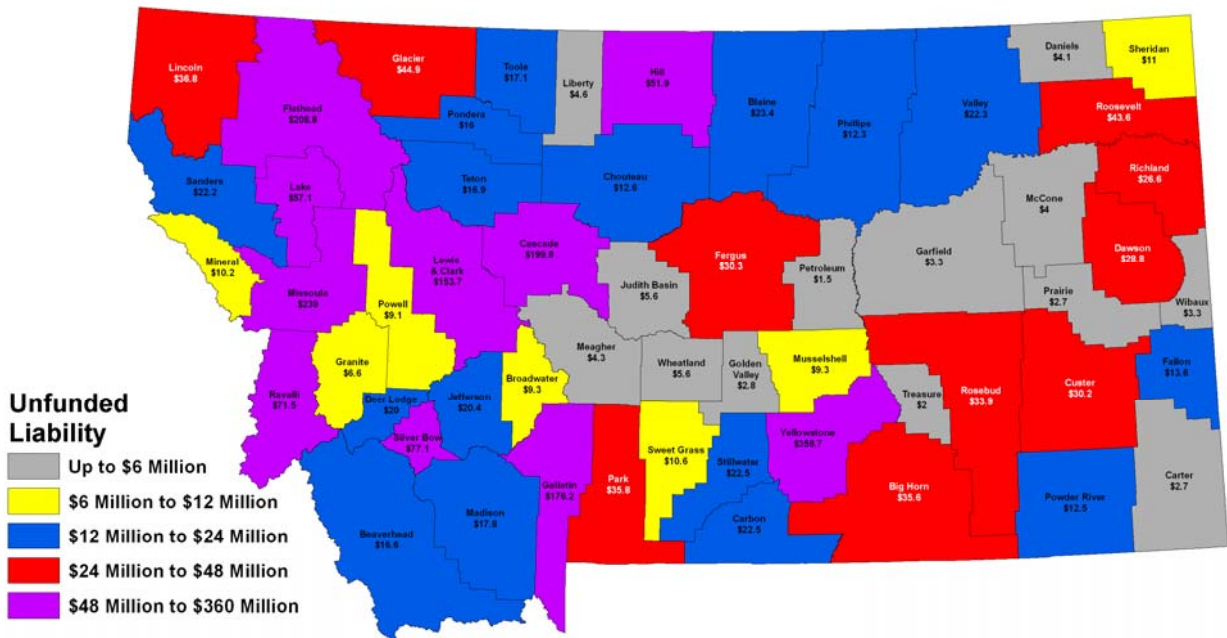 Lincoln
$36.8
Glacier
$44.9
Toole
$17.1
Liberty
$4.6
Hill
$51.9
Blaine
$23.4
Phillips
$12.3
Valley
$22.3
Daniels
$4.1
Sheridan
$11
Roosevelt
$43.6
Flathead
$208.8
Pondera
$16
Sanders
$22.2
Lake
$57.1
Teton
$16.9
Chouteau
$12.6
Richland
$26.6
McCone
$4
Mineral
$10.2
Missoula
$239
Powell
$9.1
Lewis
& Clark
$153.7
Cascade
$199.8
Judith Basin
$5.6
Fergus
$30.3
Petroleum
$1.5
Garfield
$3.3
Dawson
$28.8
Prairie
$2.7
Wibaux
$3.3
Ravalli
$71.5
Granite
$6.6
Deer Lodge
$20
Silver Bow
$77.1
Jefferson
$20.4
Broadwater
$9.3
Meagher
$4.3
Wheatland
$5.6
Golden
Valley
$2.8
Musselshell
$9.3
Treasure
$2
Rosebud
$33.9
Custer
$30.2
Fallon
$13.6
Beaverhead
$16.6
Madison
$17.8
Gallatin
$176.2
Park
$35.8
Sweet Grass
$10.6
Stillwater
$22.5
Carbon
$22.5
Yellowstone
$358.7
Big Horn
$35.6
Powder River
$12.5
Carter
$2.7
Unfunded
Liability
Up to $6 Million
$6 Million to $12 Million
$12 Million to $24 Million
$24 Million to $48 Million
$48 Million to $360 Million